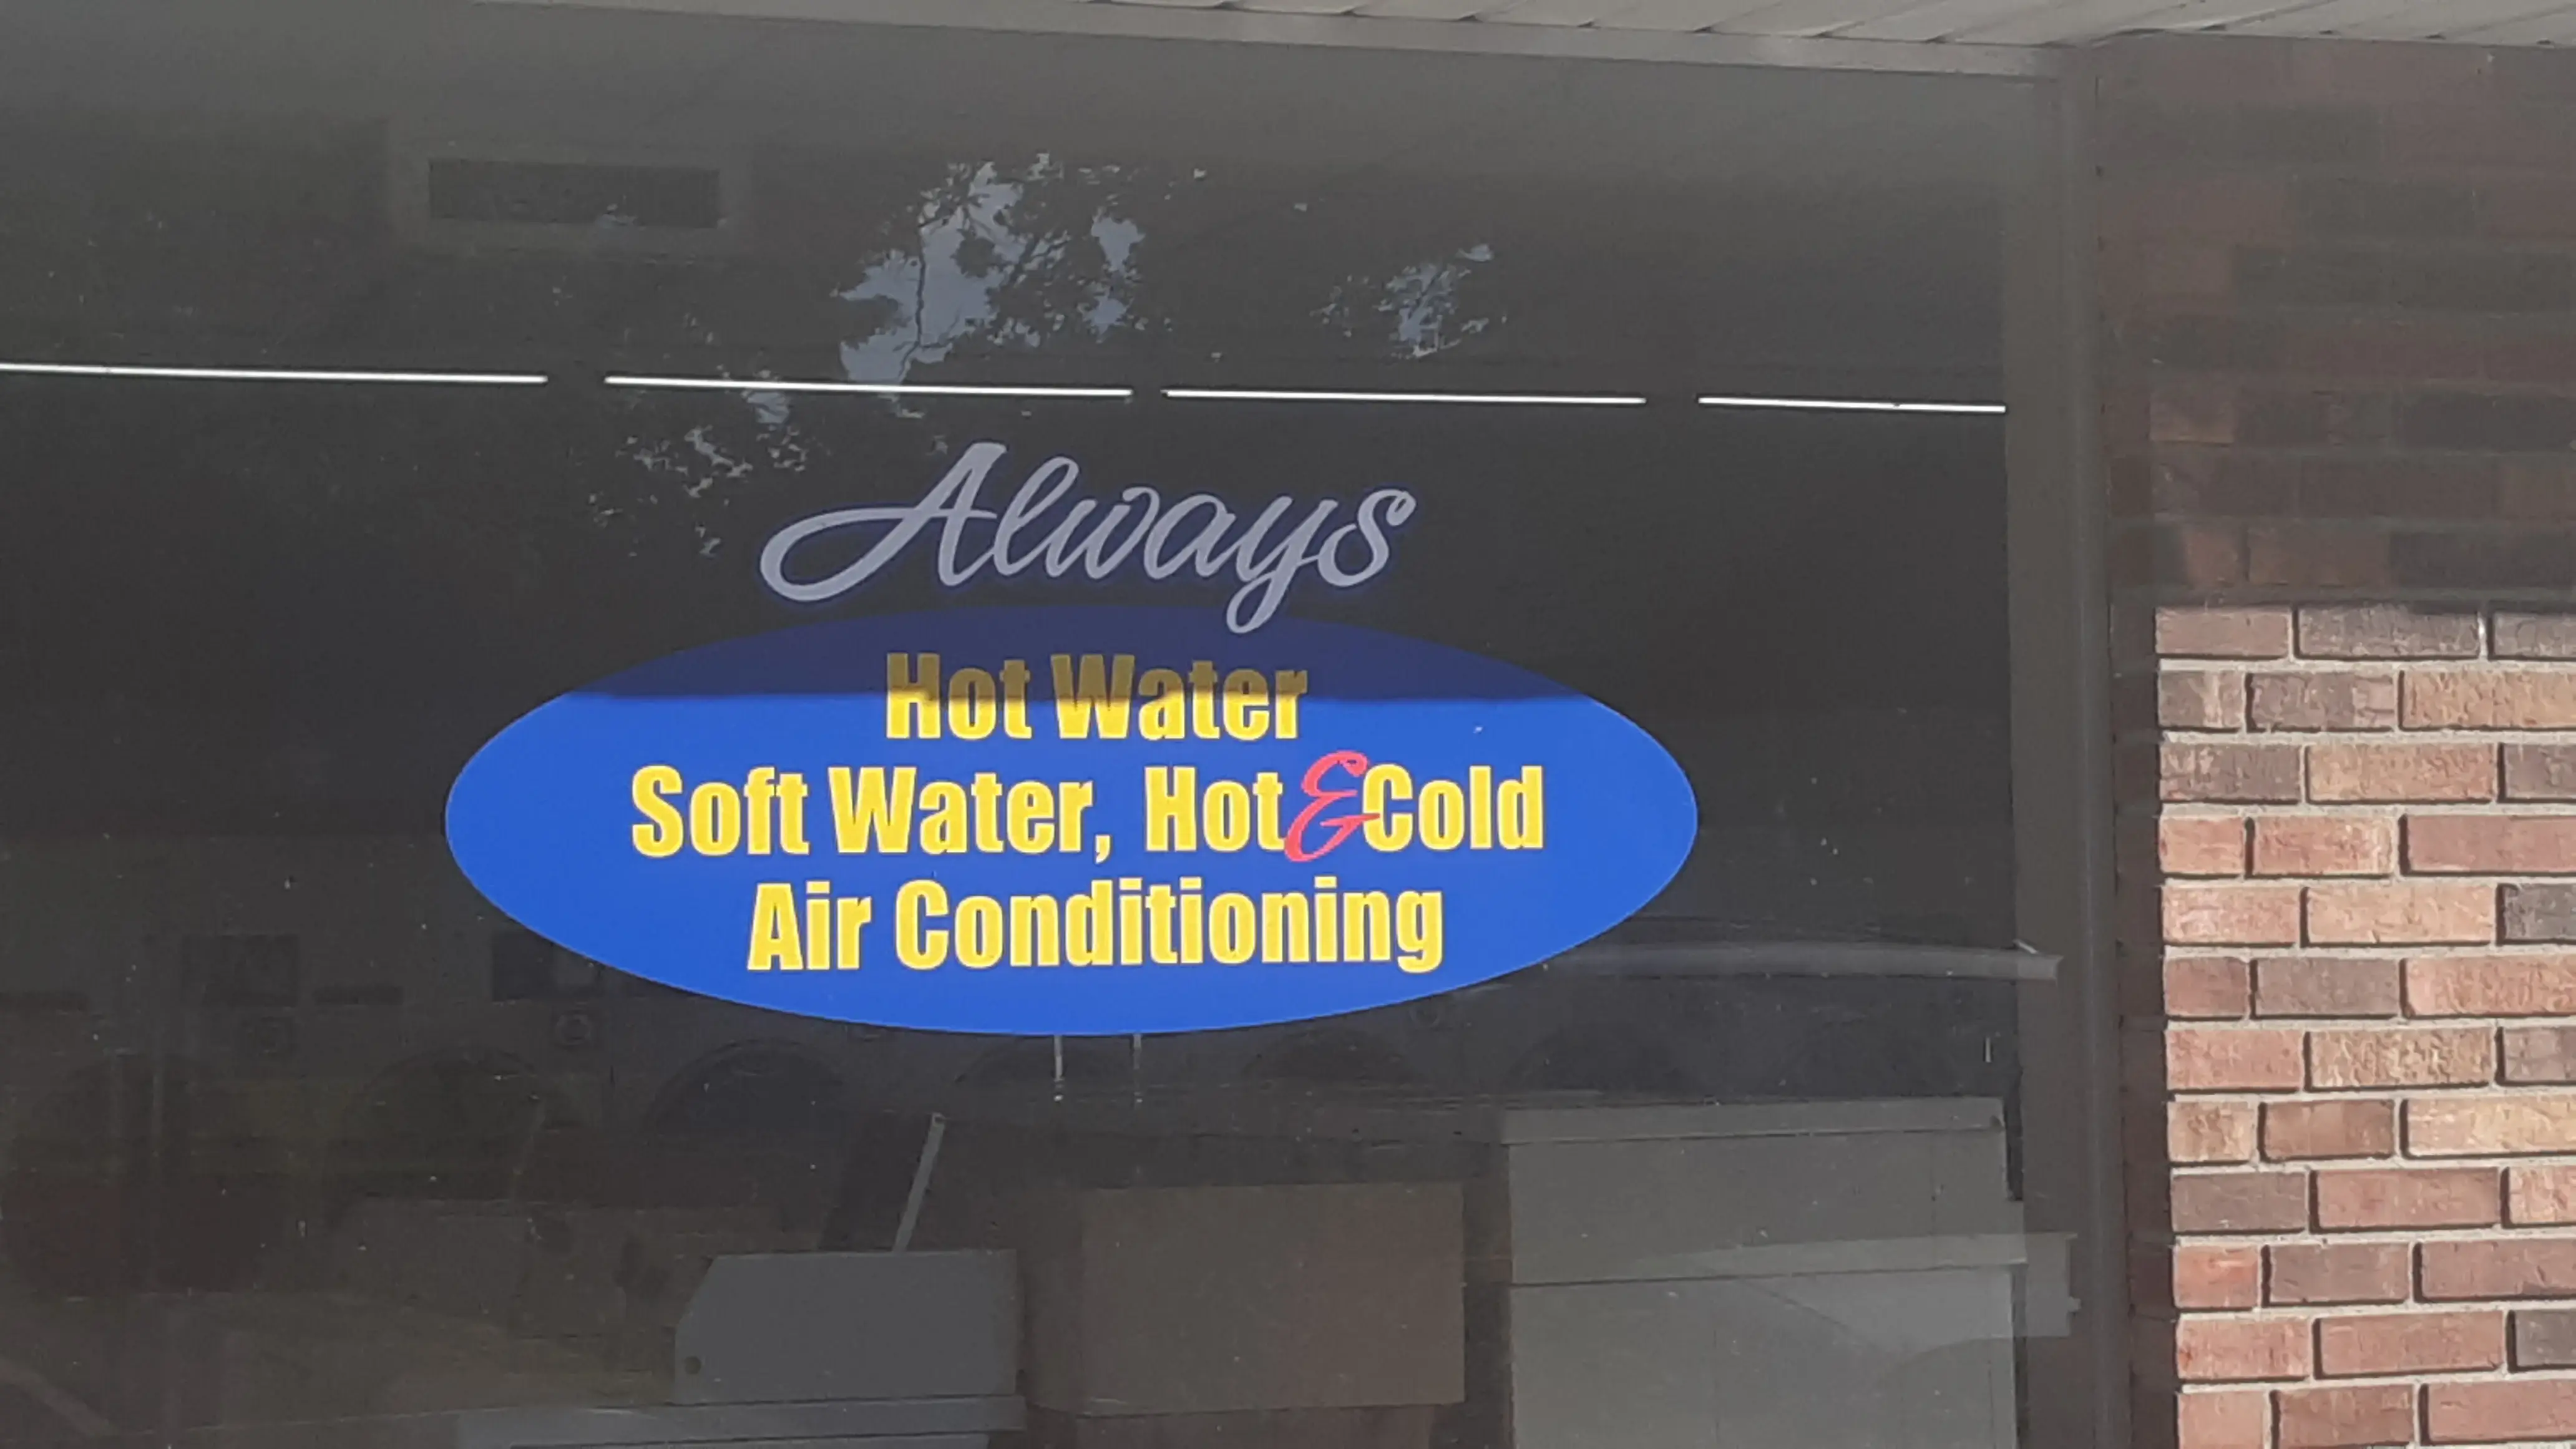 Always
Hot Water
Soft Water, Hot & Cold
Air Conditioning